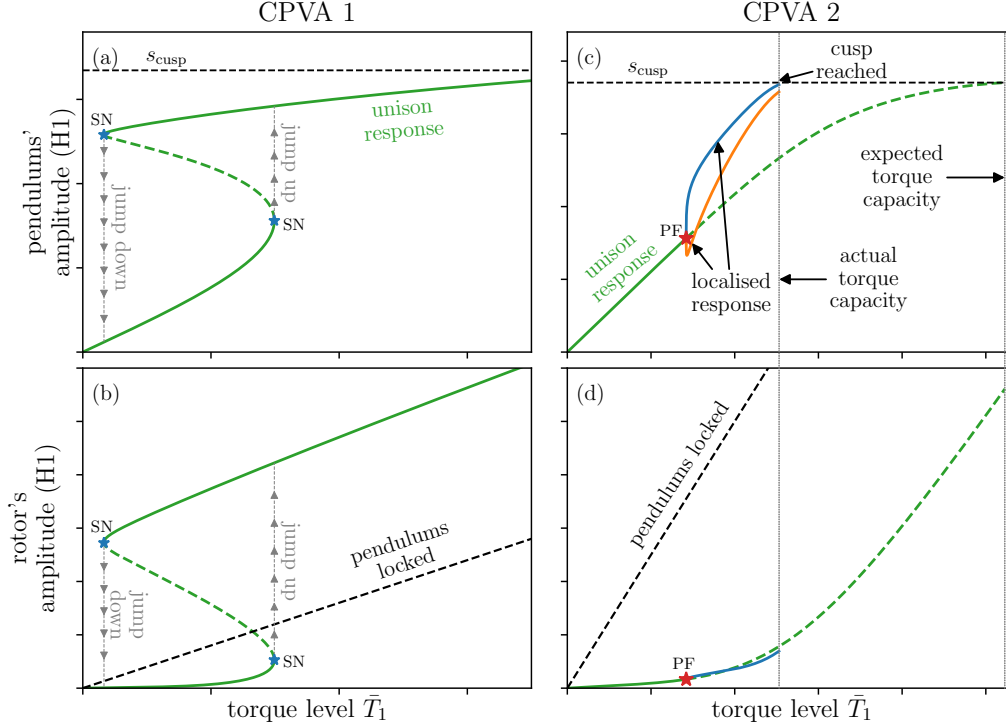 CPVA 1
CPVA 2
(a)
s_cusp
SN
unison
response
jump down
jump up
SN
pendulums'
amplitude (H1)
(c)
s_cusp
cusp
reached
expected
torque
capacity
PF
unison
response
localised
response
actual
torque
capacity
(b)
SN
jump
down
jump up
pendulums
locked
SN
rotor's
amplitude (H1)
torque level T̄₁
(d)
pendulums locked
PF
torque level T̄₁